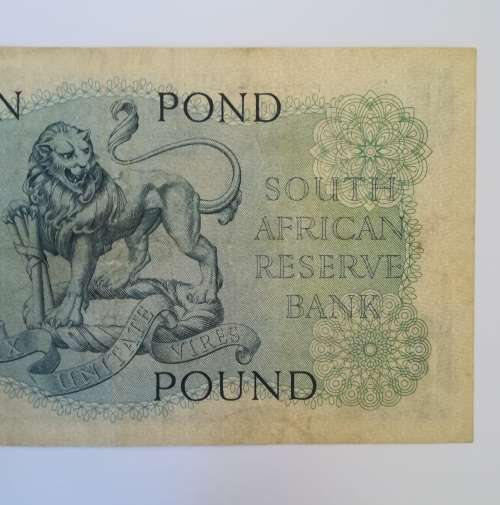 N POND
SOUTH
AFRICAN
RESERVE
BANK
X UNITATE VIRES
POUND